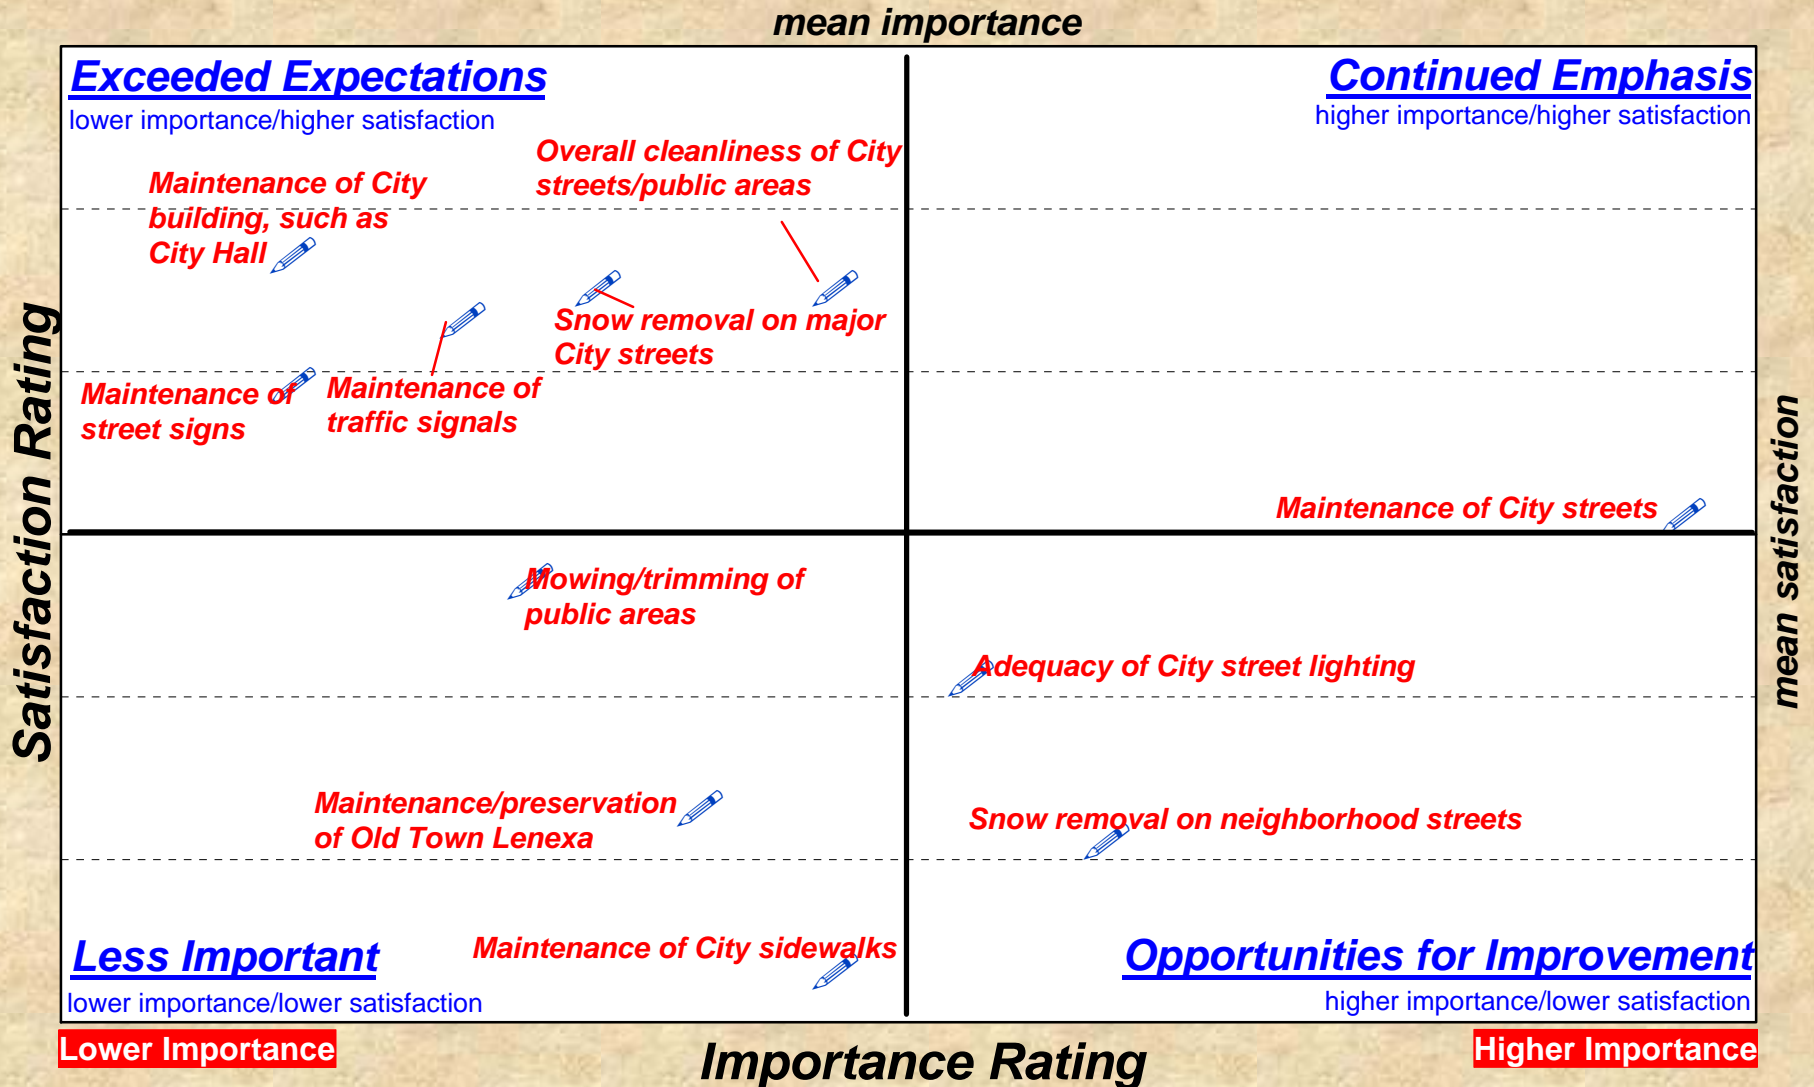 mean importance
Exceeded Expectations
lower importance/higher satisfaction
Continued Emphasis
higher importance/higher satisfaction
Overall cleanliness of City
streets/public areas
Maintenance of City
building, such as
City Hall
Snow removal on major
City streets
Maintenance of
street signs
Maintenance of
traffic signals
Maintenance of City streets
Satisfaction Rating
mean satisfaction
Mowing/trimming of
public areas
Adequacy of City street lighting
Maintenance/preservation
of Old Town Lenexa
Snow removal on neighborhood streets
Less Important
lower importance/lower satisfaction
Maintenance of City sidewalks
Opportunities for Improvement
higher importance/lower satisfaction
Lower Importance
Importance Rating
Higher Importance